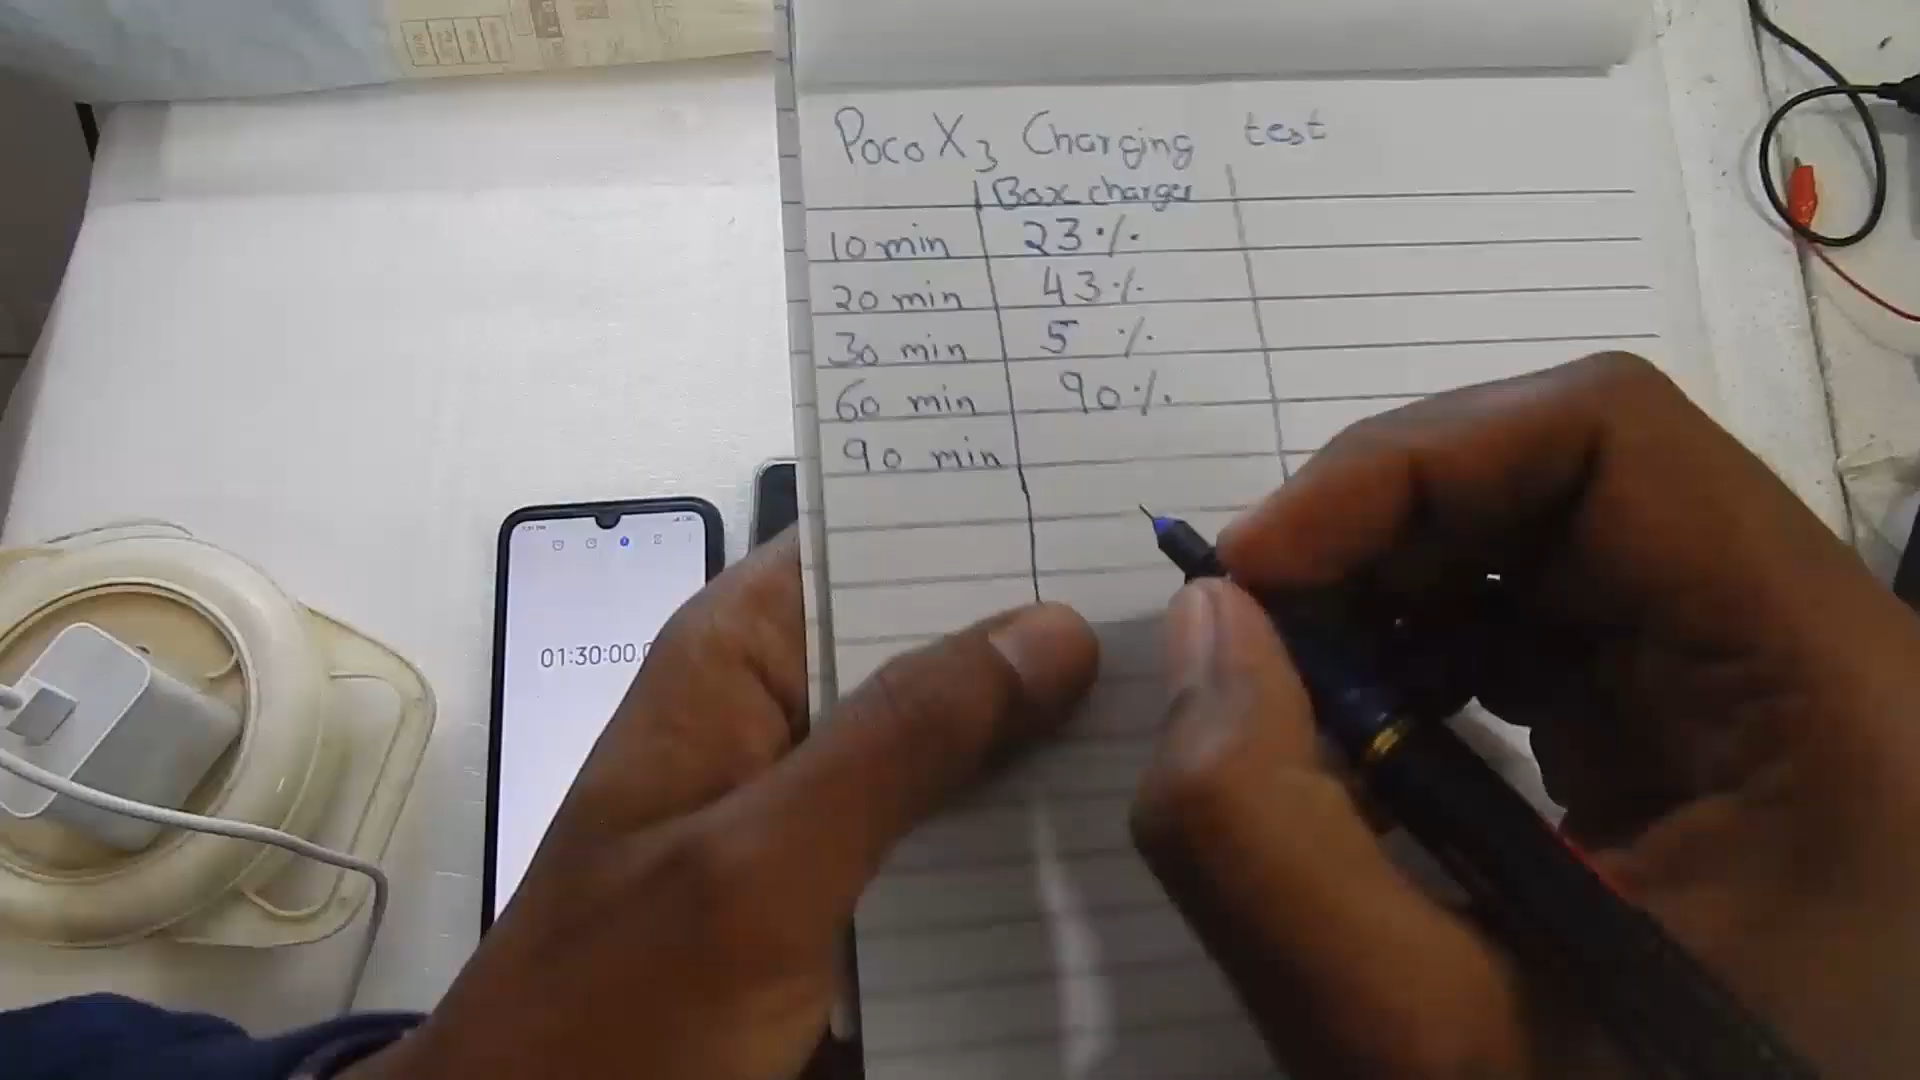 Poco X3 Charging test
Box charger
10 min 23%
20 min 43%
30 min 5 %
60 min 90%
90 min
01:30:00.0